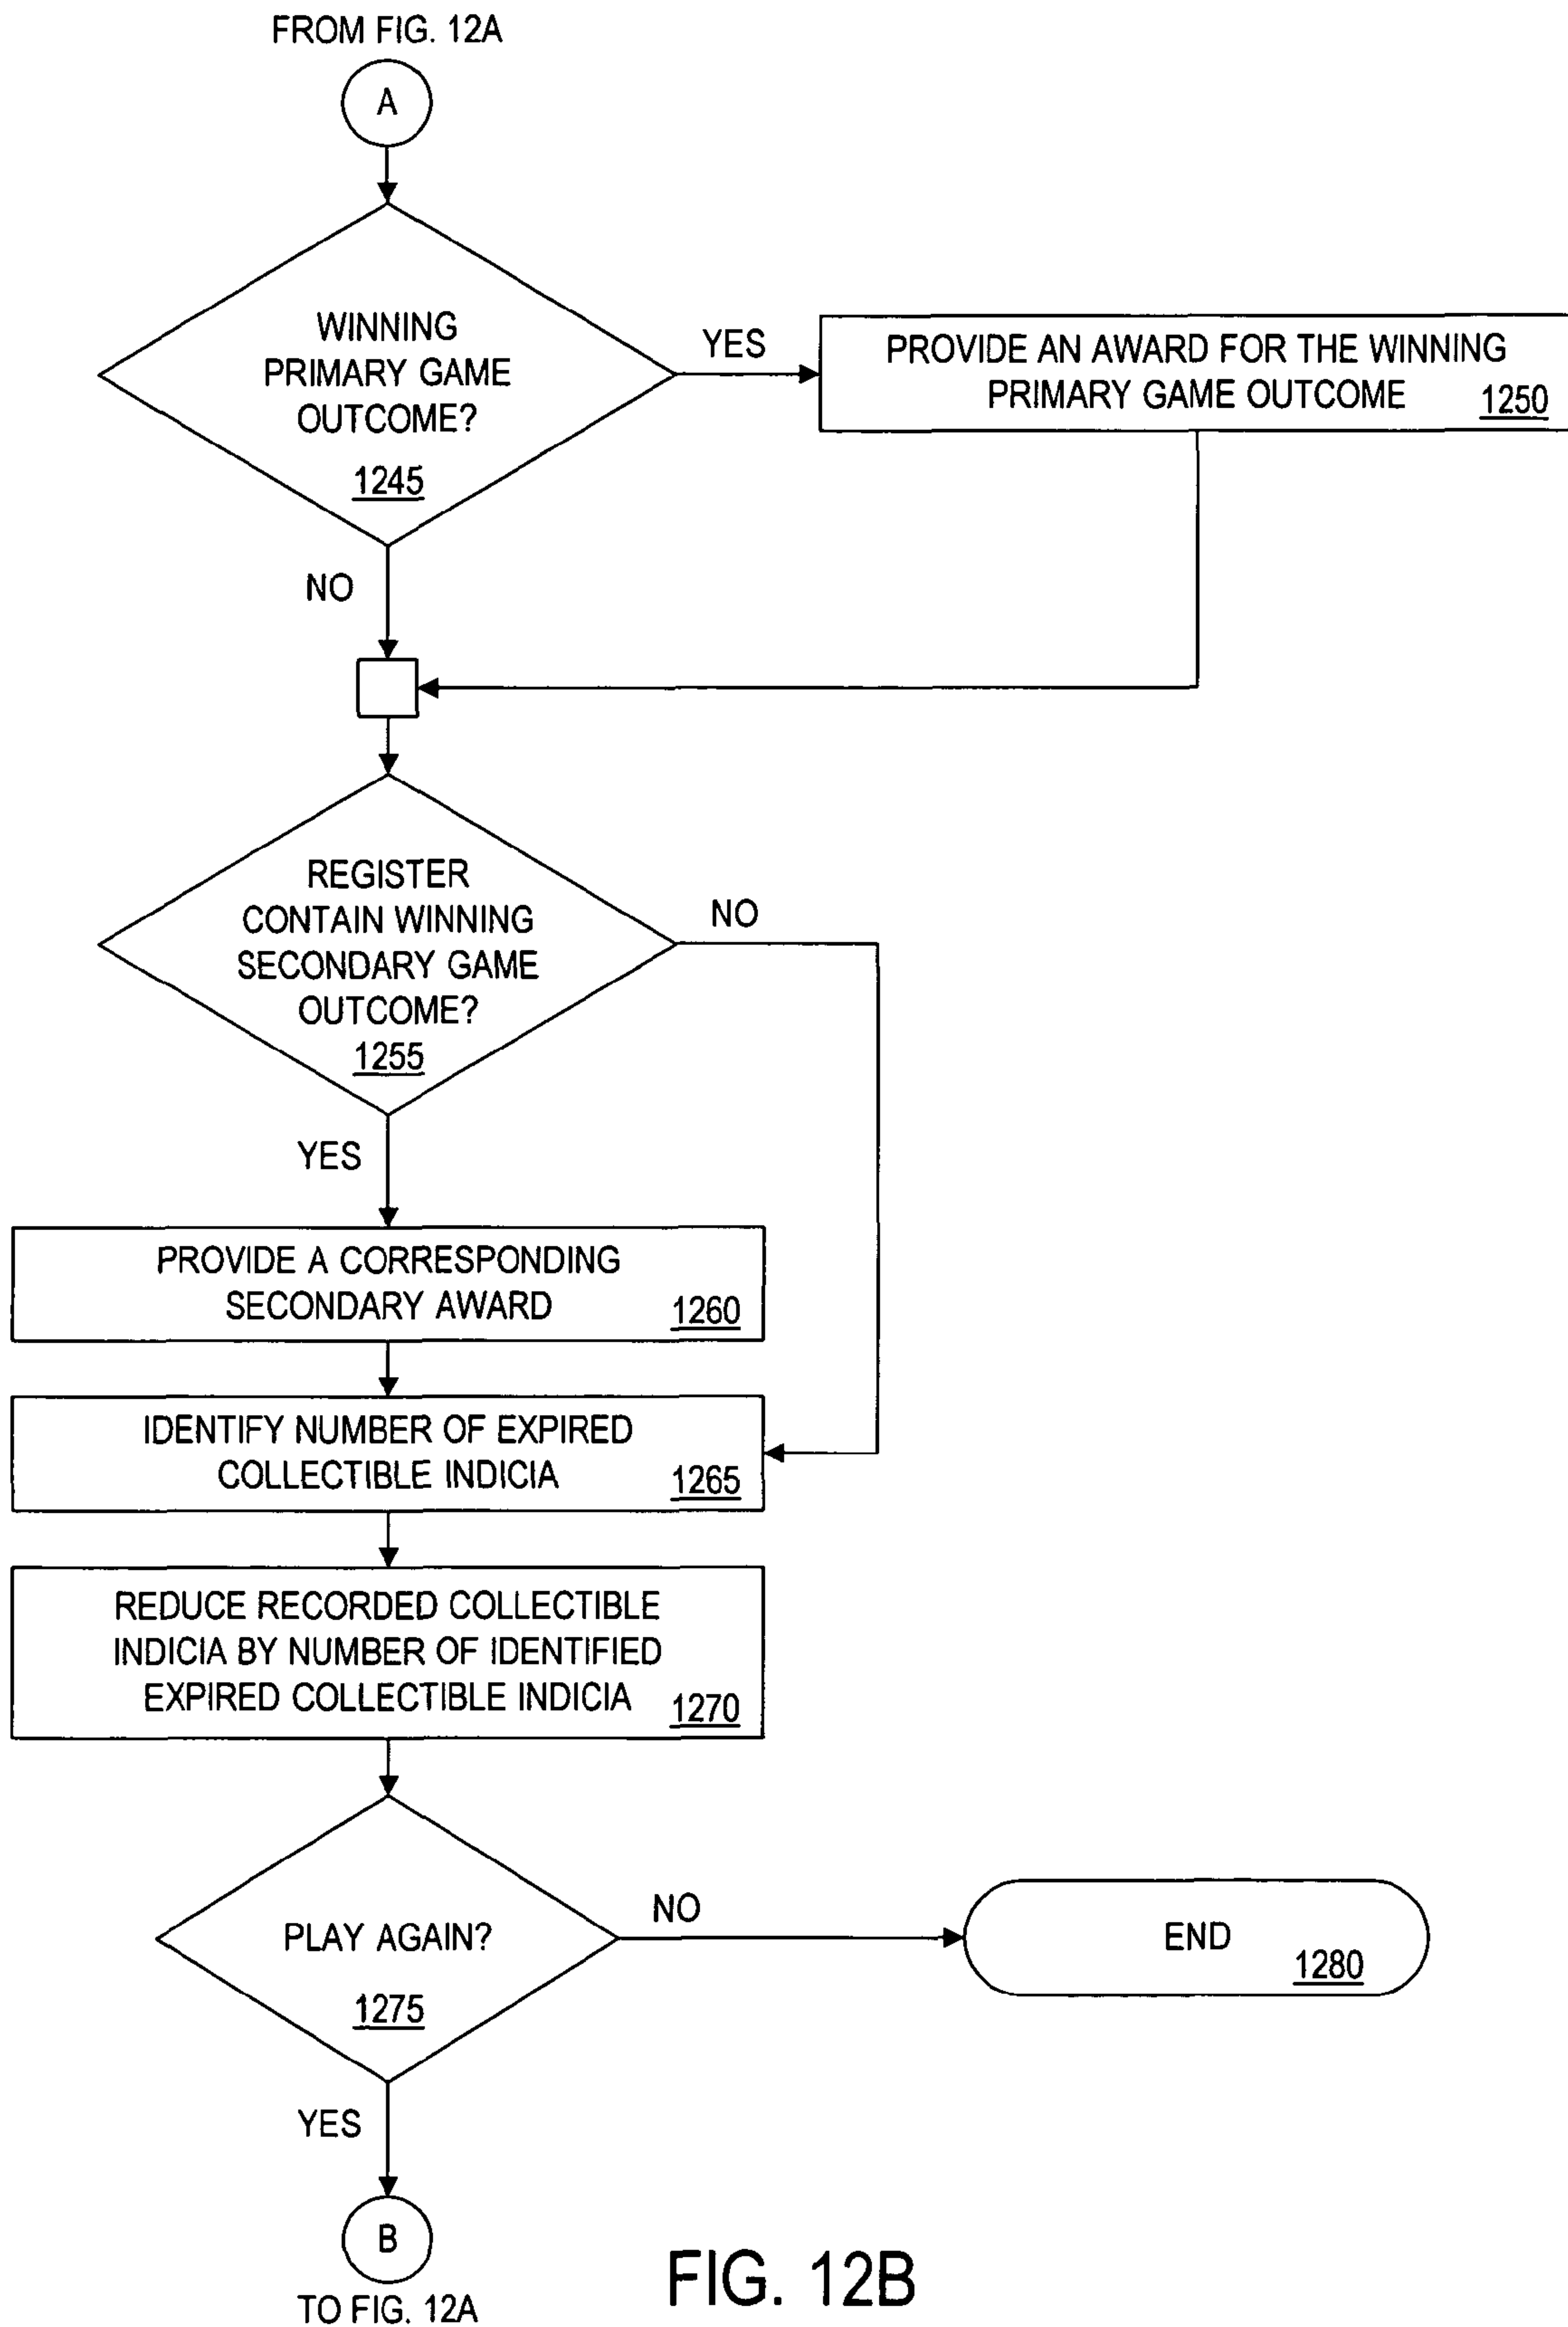 FROM FIG. 12A
A
WINNING
PRIMARY GAME
OUTCOME?
1245
YES
PROVIDE AN AWARD FOR THE WINNING
PRIMARY GAME OUTCOME 1250
NO
REGISTER
CONTAIN WINNING
SECONDARY GAME
OUTCOME?
1255
NO
YES
PROVIDE A CORRESPONDING
SECONDARY AWARD 1260
IDENTIFY NUMBER OF EXPIRED
COLLECTIBLE INDICIA 1265
REDUCE RECORDED COLLECTIBLE
INDICIA BY NUMBER OF IDENTIFIED
EXPIRED COLLECTIBLE INDICIA 1270
PLAY AGAIN?
1275
NO
END
1280
YES
B
TO FIG. 12A
FIG. 12B